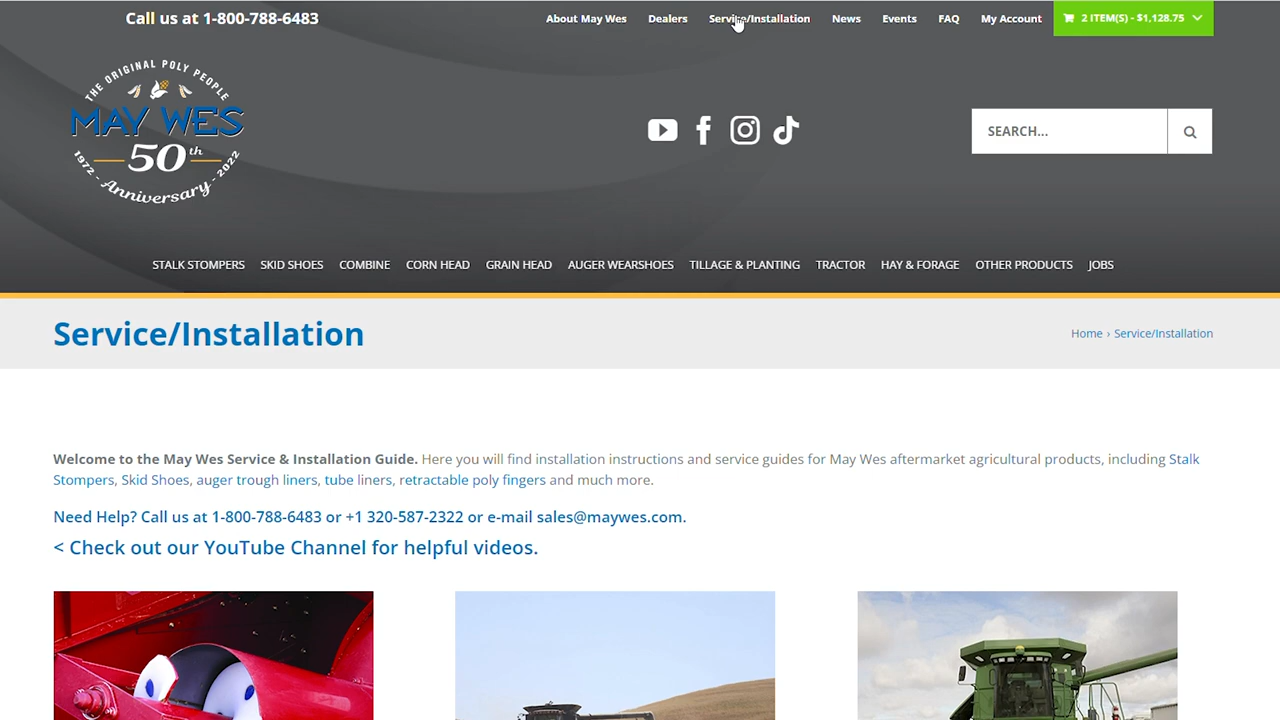 Call us at 1-800-788-6483
About May Wes Dealers Service/Installation News Events FAQ My Account 2 ITEM(S) - $1,128.75
THE ORIGINAL POLY PEOPLE
MAY WES
50th
1972 - Anniversary - 2022
SEARCH...
STALK STOMPERS SKID SHOES COMBINE CORN HEAD GRAIN HEAD AUGER WEARSHOES TILLAGE & PLANTING TRACTOR HAY & FORAGE OTHER PRODUCTS JOBS
Service/Installation
Home › Service/Installation
Welcome to the May Wes Service & Installation Guide. Here you will find installation instructions and service guides for May Wes aftermarket agricultural products, including Stalk
Stompers, Skid Shoes, auger trough liners, tube liners, retractable poly fingers and much more.
Need Help? Call us at 1-800-788-6483 or +1 320-587-2322 or e-mail sales@maywes.com.
< Check out our YouTube Channel for helpful videos.